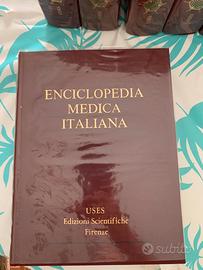 ENCICLOPEDIA
MEDICA
ITALIANA
USES
Edizioni Scientifiche
Firenze
subito